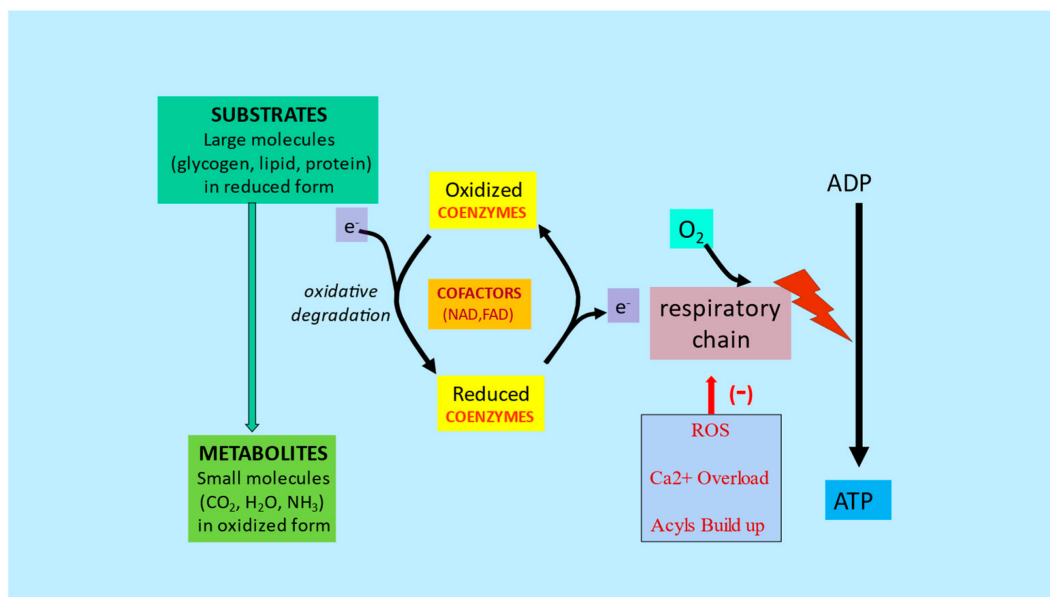 SUBSTRATES
Large molecules
(glycogen, lipid, protein)
in reduced form
e-
oxidative
degradation
Oxidized
COENZYMES
COFACTORS
(NAD,FAD)
Reduced
COENZYMES
e-
O₂
respiratory
chain
(-)
ROS
Ca2+ Overload
Acyls Build up
ADP
ATP
METABOLITES
Small molecules
(CO₂, H₂O, NH₃)
in oxidized form